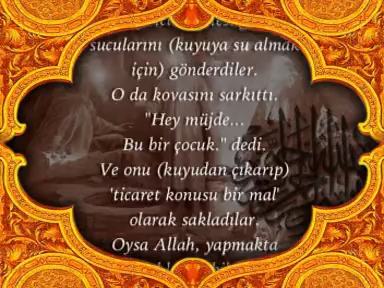 sucularını (kuyuya su almak
için) gönderdiler.
O da kovasını sarkıttı.
"Hey müjde...
Bu bir çocuk." dedi.
Ve onu (kuyudan çıkarıp)
'ticaret konusu bir mal'
olarak sakladılar.
Oysa Allah, yapmakta